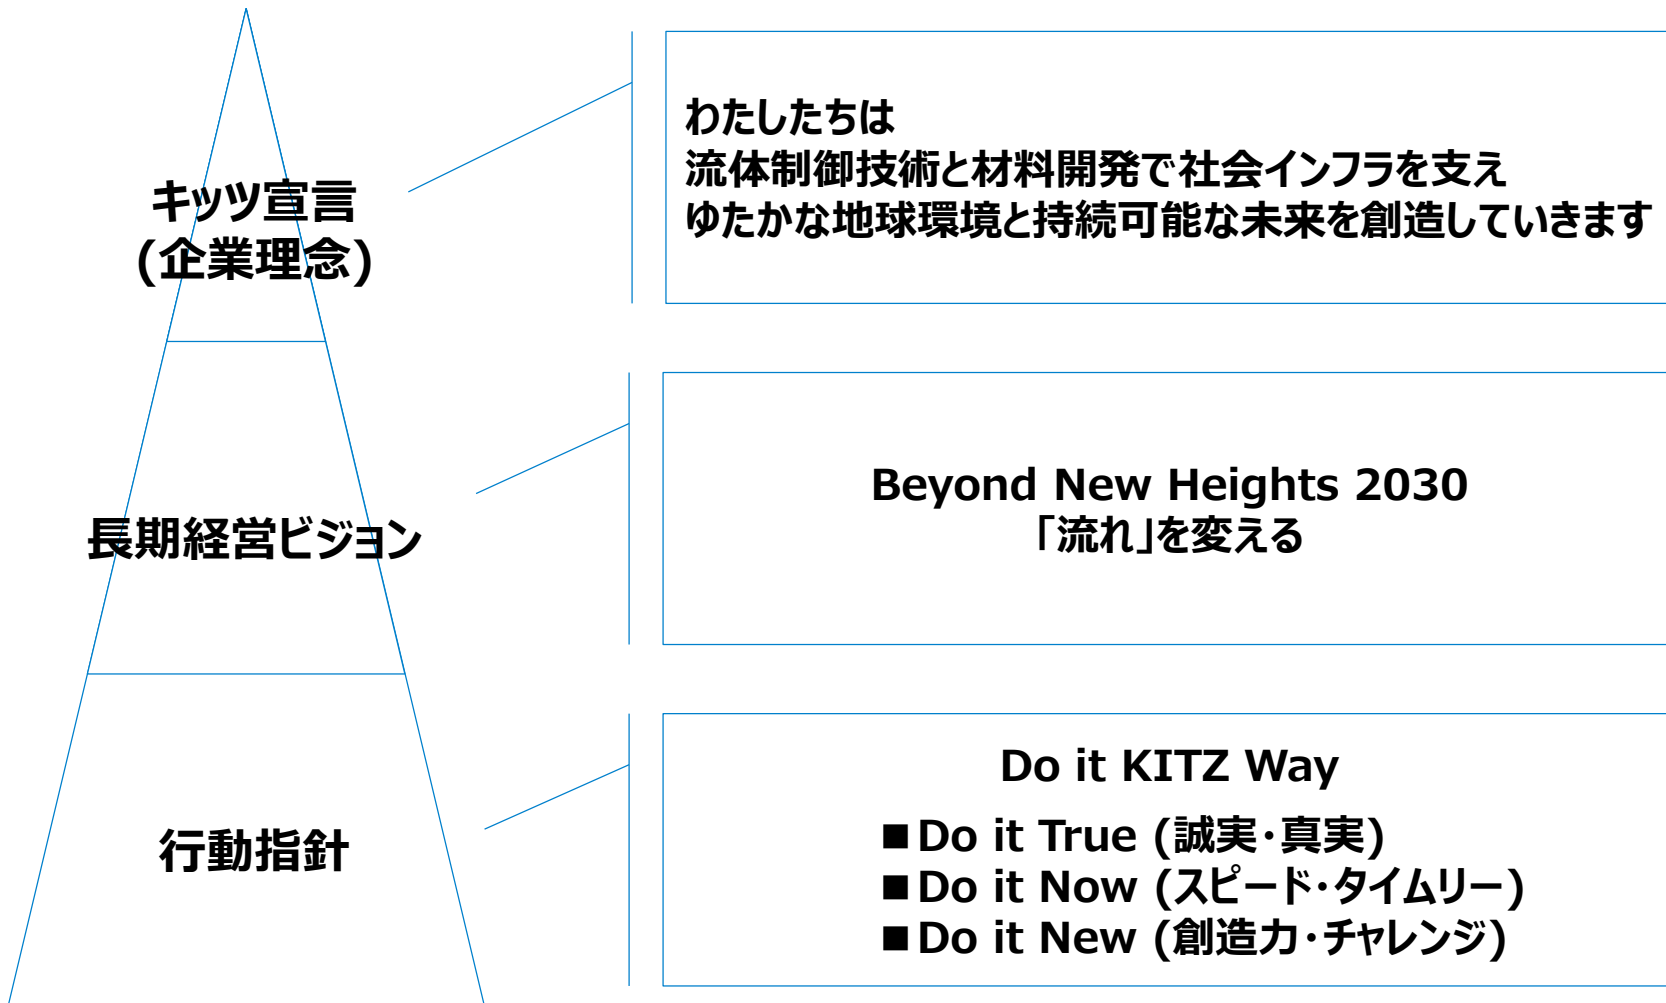 キッツ宣言
(企業理念)
わたしたちは
流体制御技術と材料開発で社会インフラを支え
ゆたかな地球環境と持続可能な未来を創造していきます
長期経営ビジョン
Beyond New Heights 2030
「流れ」を変える
行動指針
Do it KITZ Way
■Do it True (誠実・真実)
■Do it Now (スピード・タイムリー)
■Do it New (創造力・チャレンジ)